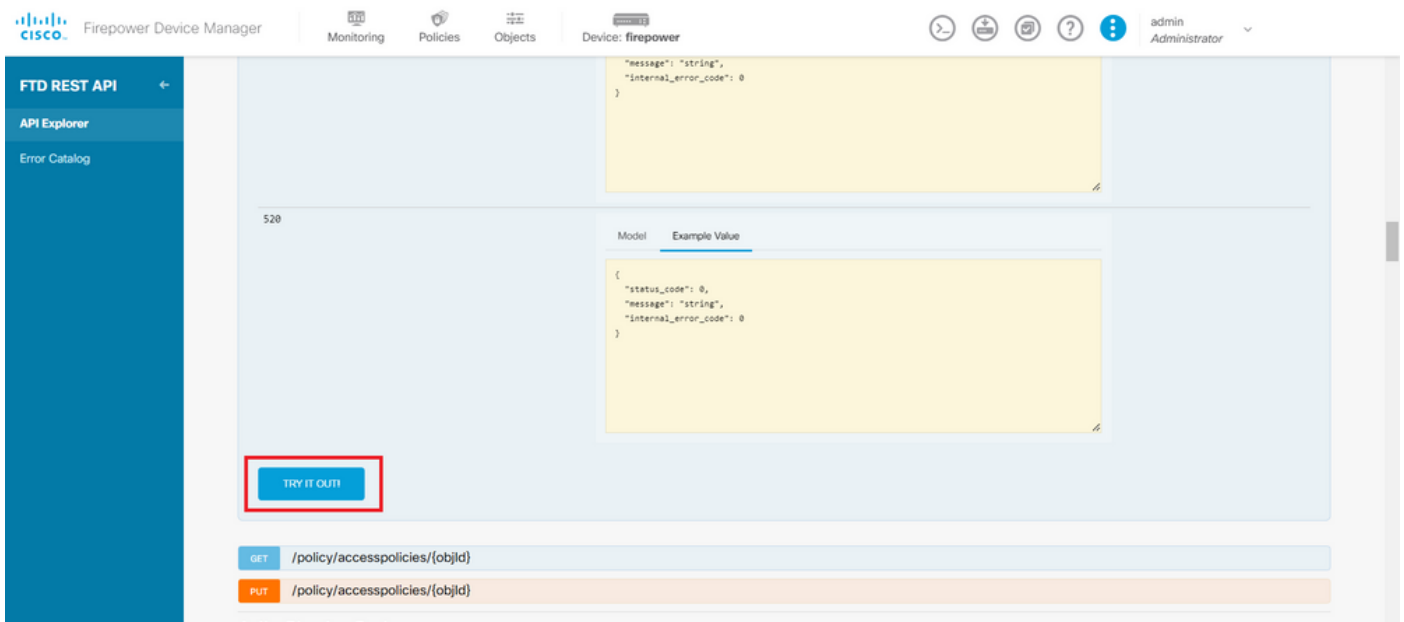 CISCO Firepower Device Manager
Monitoring
Policies
Objects
Device: firepower
admin
Administrator
FTD REST API
API Explorer
Error Catalog
"message": "string",
"internal_error_code": 0
}
520
Model Example Value
{
"status_code": 0,
"message": "string",
"internal_error_code": 0
}
TRY IT OUT!
GET /policy/accesspolicies/{objId}
PUT /policy/accesspolicies/{objId}